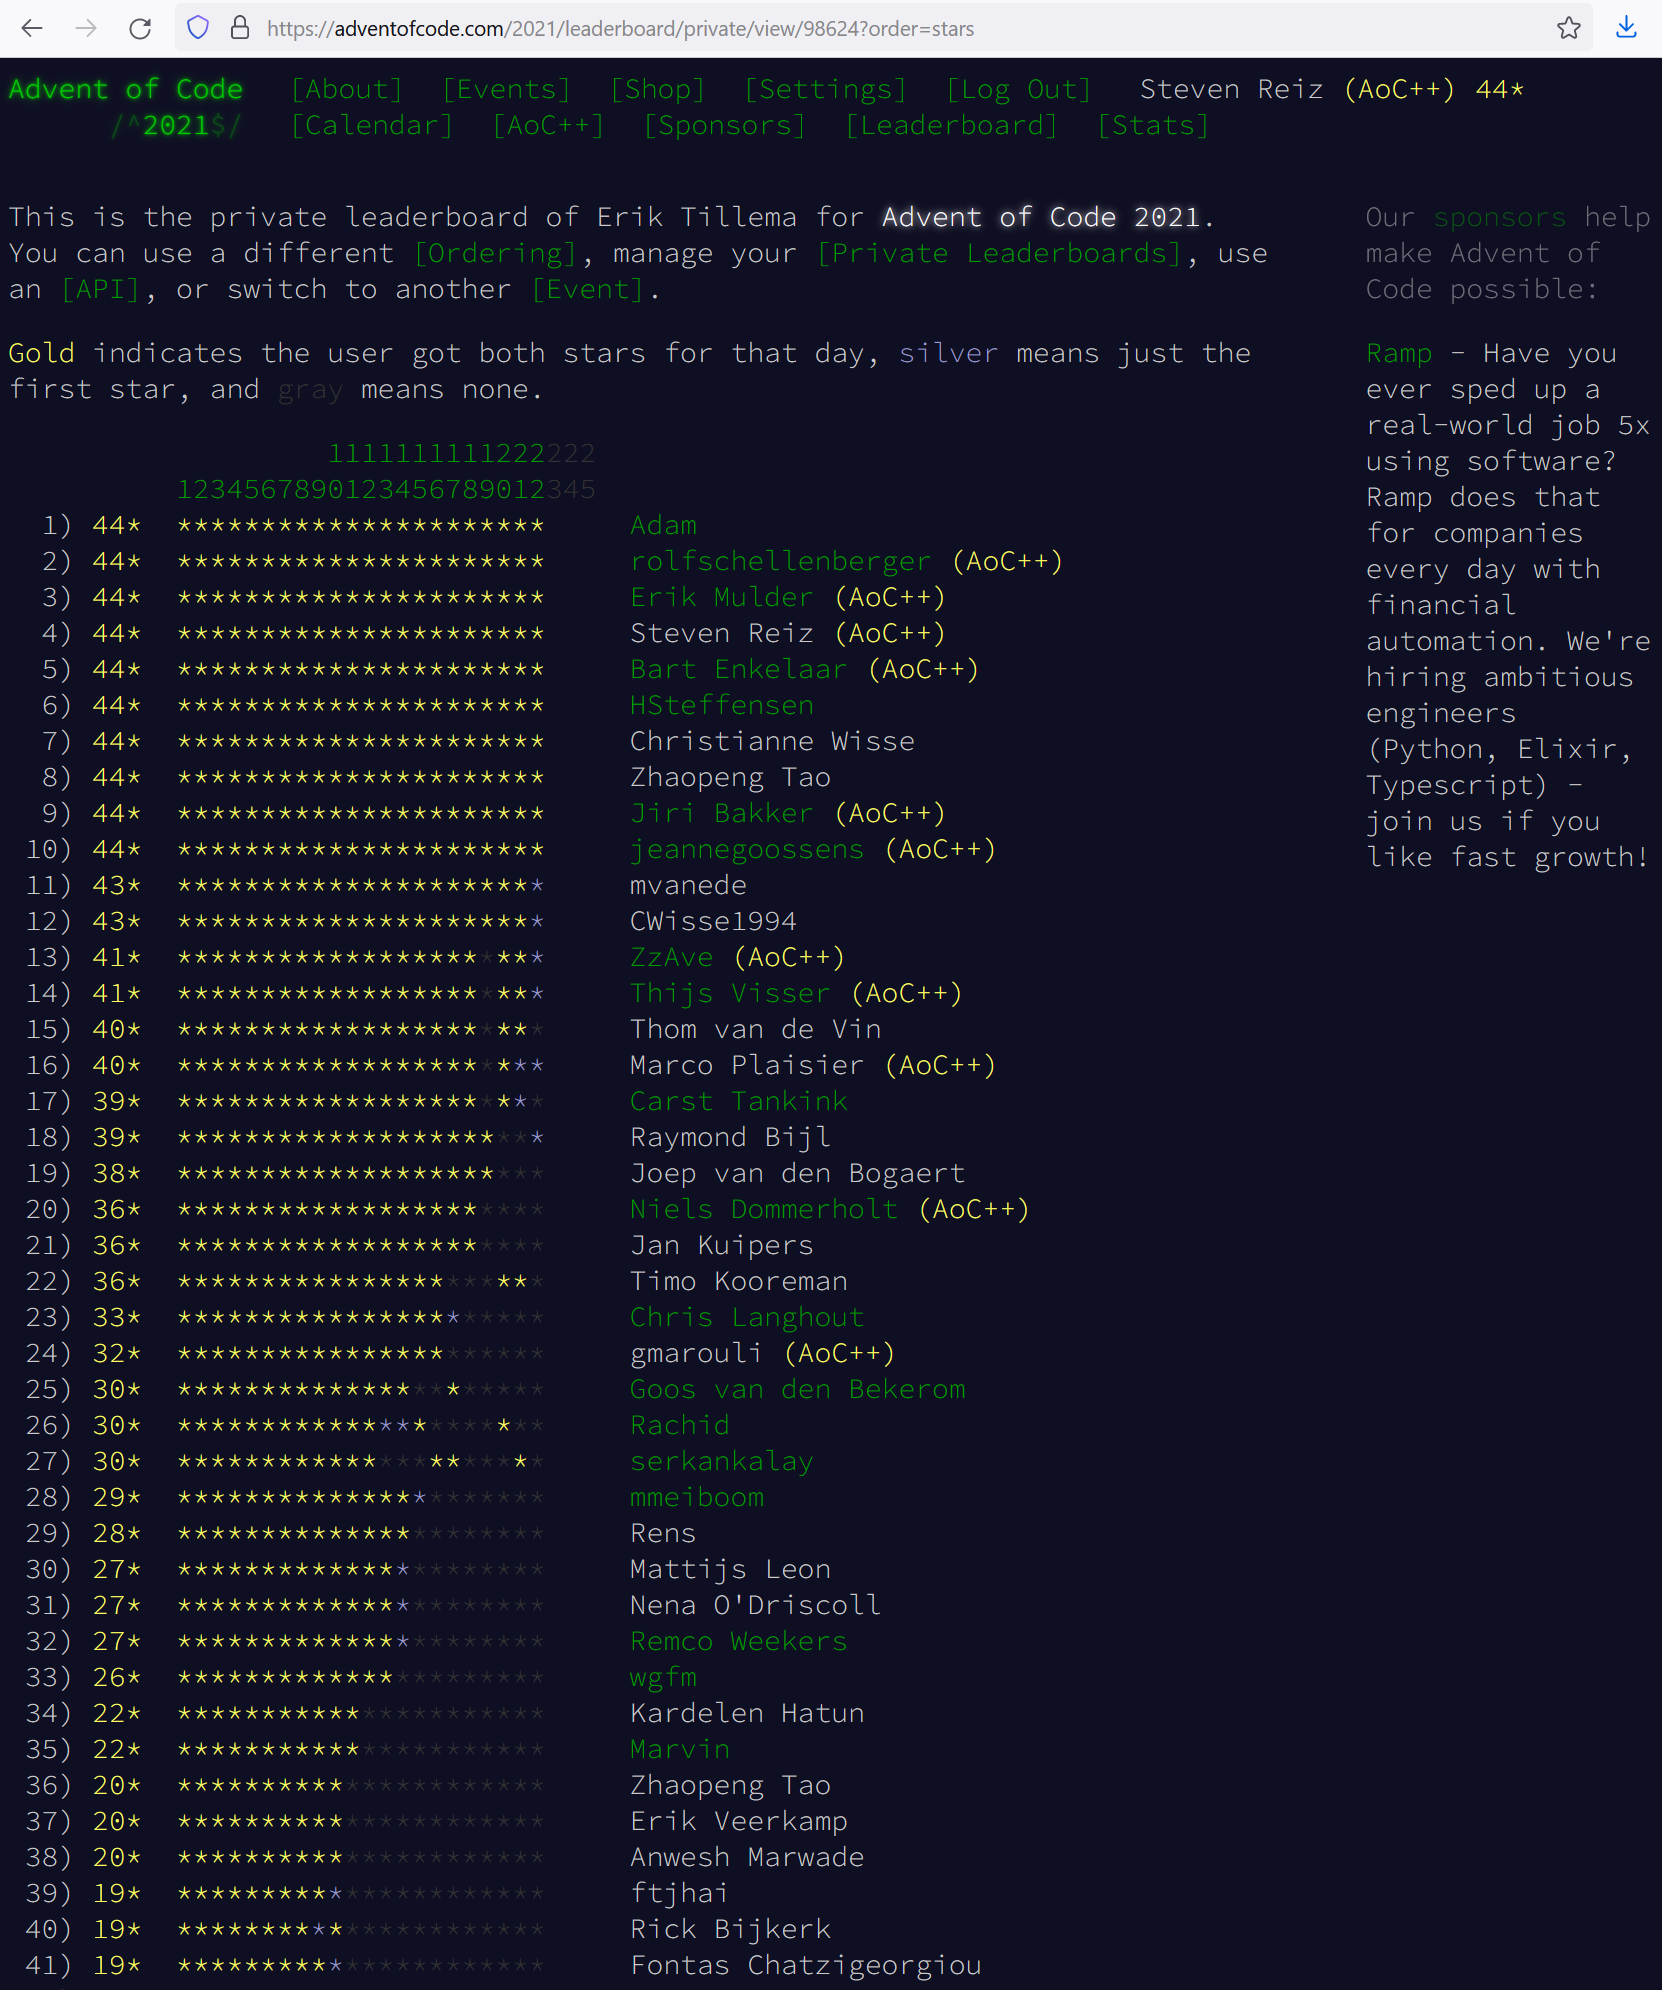 https://adventofcode.com/2021/leaderboard/private/view/98624?order=stars
Advent of Code [About] [Events] [Shop] [Settings] [Log Out] Steven Reiz (AoC++) 44*
/^2021$/ [Calendar] [AoC++] [Sponsors] [Leaderboard] [Stats]
This is the private leaderboard of Erik Tillema for Advent of Code 2021.
You can use a different [Ordering], manage your [Private Leaderboards], use
an [API], or switch to another [Event].
Gold indicates the user got both stars for that day, silver means just the
first star, and gray means none.
1111111111222222
1234567890123456789012345
1) 44* ********************** Adam
2) 44* ********************** rolfschellenberger (AoC++)
3) 44* ********************** Erik Mulder (AoC++)
4) 44* ********************** Steven Reiz (AoC++)
5) 44* ********************** Bart Enkelaar (AoC++)
6) 44* ********************** HSteffensen
7) 44* ********************** Christianne Wisse
8) 44* ********************** Zhaopeng Tao
9) 44* ********************** Jiri Bakker (AoC++)
10) 44* ********************** jeannegoossens (AoC++)
11) 43* ********************** mvanede
12) 43* ********************** CWisse1994
13) 41* ********************** ZzAve (AoC++)
14) 41* ********************** Thijs Visser (AoC++)
15) 40* ********************** Thom van de Vin
16) 40* ********************** Marco Plaisier (AoC++)
17) 39* ********************** Carst Tankink
18) 39* ********************** Raymond Bijl
19) 38* ********************** Joep van den Bogaert
20) 36* ********************** Niels Dommerholt (AoC++)
21) 36* ********************** Jan Kuipers
22) 36* ********************** Timo Kooreman
23) 33* ********************** Chris Langhout
24) 32* ********************** gmarouli (AoC++)
25) 30* ********************** Goos van den Bekerom
26) 30* ********************** Rachid
27) 30* ********************** serkankalay
28) 29* ********************** mmeiboom
29) 28* ********************** Rens
30) 27* ********************** Mattijs Leon
31) 27* ********************** Nena O'Driscoll
32) 27* ********************** Remco Weekers
33) 26* ********************** wgfm
34) 22* ********************** Kardelen Hatun
35) 22* ********************** Marvin
36) 20* ********************** Zhaopeng Tao
37) 20* ********************** Erik Veerkamp
38) 20* ********************** Anwesh Marwade
39) 19* ********************** ftjhai
40) 19* ********************** Rick Bijkerk
41) 19* ********************** Fontas Chatzigeorgiou
Our sponsors help
make Advent of
Code possible:
Ramp - Have you
ever sped up a
real-world job 5x
using software?
Ramp does that
for companies
every day with
financial
automation. We're
hiring ambitious
engineers
(Python, Elixir,
Typescript) -
join us if you
like fast growth!